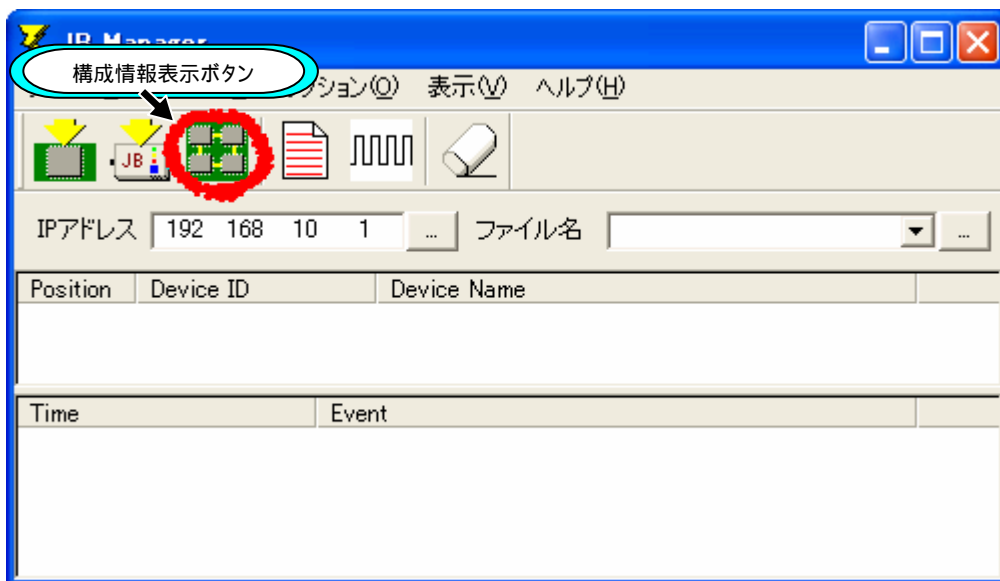 JB Manager
構成情報表示ボタン
ション(O) 表示(V) ヘルプ(H)
JB
IPアドレス 192 168 10 1 ... ファイル名 ...
Position Device ID Device Name
Time Event